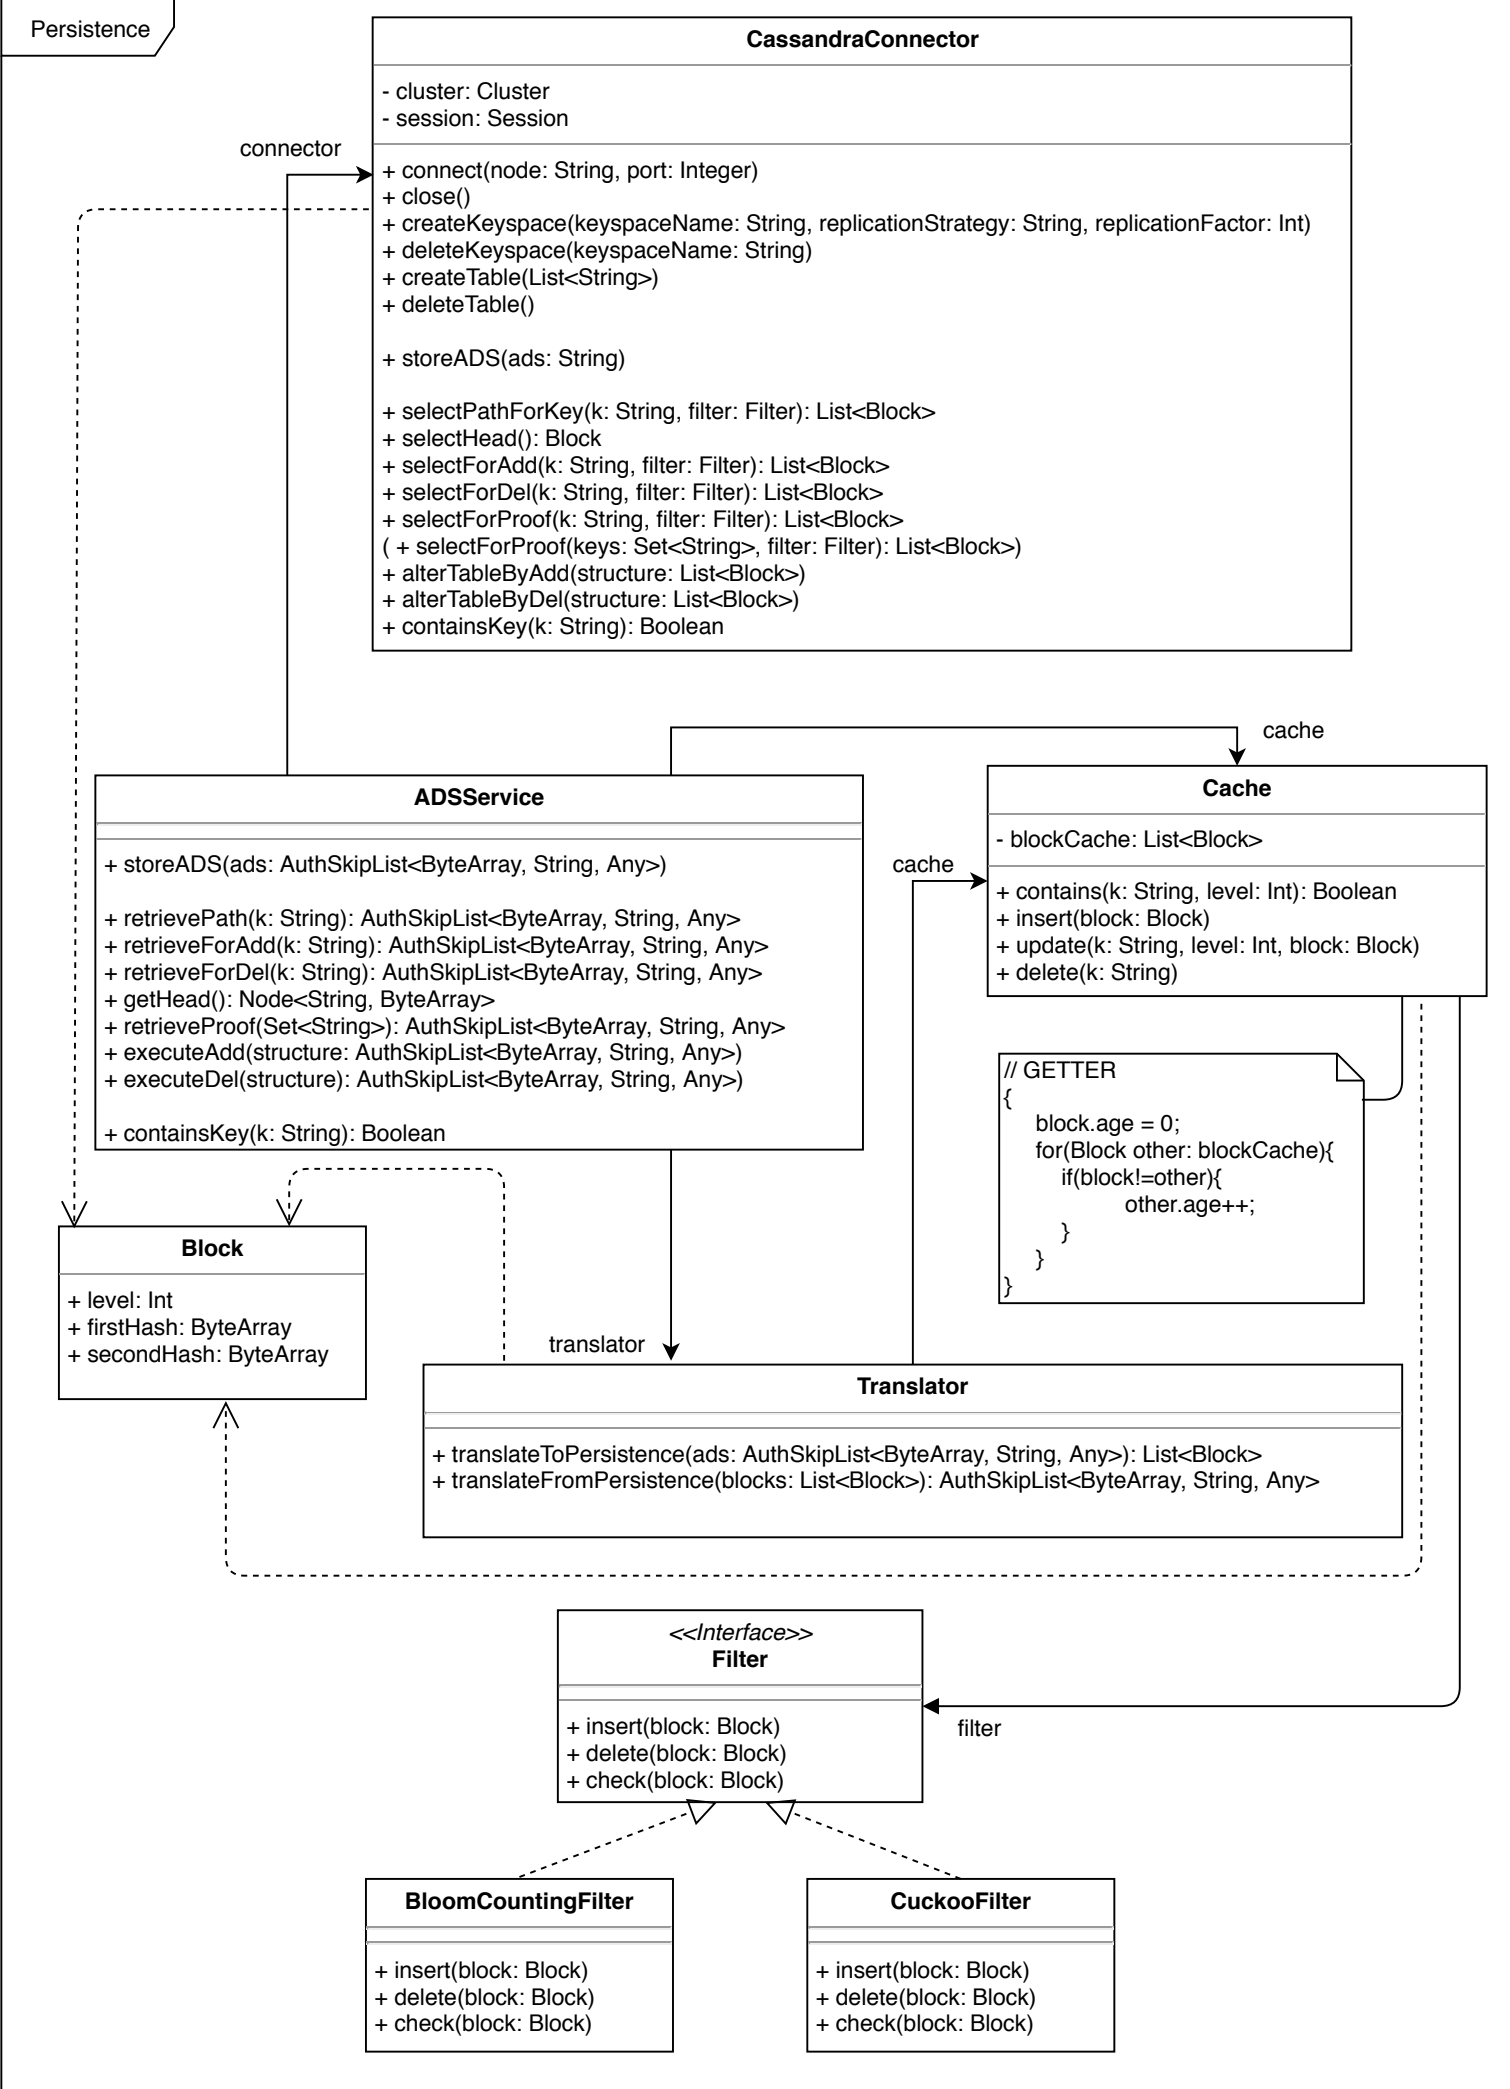 Persistence
CassandraConnector
- cluster: Cluster
- session: Session
connector
+ connect(node: String, port: Integer)
+ close()
+ createKeyspace(keyspaceName: String, replicationStrategy: String, replicationFactor: Int)
+ deleteKeyspace(keyspaceName: String)
+ createTable(List<String>)
+ deleteTable()
+ storeADS(ads: String)
+ selectPathForKey(k: String, filter: Filter): List<Block>
+ selectHead(): Block
+ selectForAdd(k: String, filter: Filter): List<Block>
+ selectForDel(k: String, filter: Filter): List<Block>
+ selectForProof(k: String, filter: Filter): List<Block>
( + selectForProof(keys: Set<String>, filter: Filter): List<Block>)
+ alterTableByAdd(structure: List<Block>)
+ alterTableByDel(structure: List<Block>)
+ containsKey(k: String): Boolean
cache
ADSService
+ storeADS(ads: AuthSkipList<ByteArray, String, Any>)
+ retrievePath(k: String): AuthSkipList<ByteArray, String, Any>
+ retrieveForAdd(k: String): AuthSkipList<ByteArray, String, Any>
+ retrieveForDel(k: String): AuthSkipList<ByteArray, String, Any>
+ getHead(): Node<String, ByteArray>
+ retrieveProof(Set<String>): AuthSkipList<ByteArray, String, Any>
+ executeAdd(structure: AuthSkipList<ByteArray, String, Any>)
+ executeDel(structure): AuthSkipList<ByteArray, String, Any>)
+ containsKey(k: String): Boolean
Cache
- blockCache: List<Block>
cache
+ contains(k: String, level: Int): Boolean
+ insert(block: Block)
+ update(k: String, level: Int, block: Block)
+ delete(k: String)
// GETTER
{
block.age = 0;
for(Block other: blockCache){
if(block!=other){
other.age++;
}
}
}
Block
+ level: Int
+ firstHash: ByteArray
+ secondHash: ByteArray
translator
Translator
+ translateToPersistence(ads: AuthSkipList<ByteArray, String, Any>): List<Block>
+ translateFromPersistence(blocks: List<Block>): AuthSkipList<ByteArray, String, Any>
<<Interface>>
Filter
+ insert(block: Block)
+ delete(block: Block)
+ check(block: Block)
filter
BloomCountingFilter
+ insert(block: Block)
+ delete(block: Block)
+ check(block: Block)
CuckooFilter
+ insert(block: Block)
+ delete(block: Block)
+ check(block: Block)